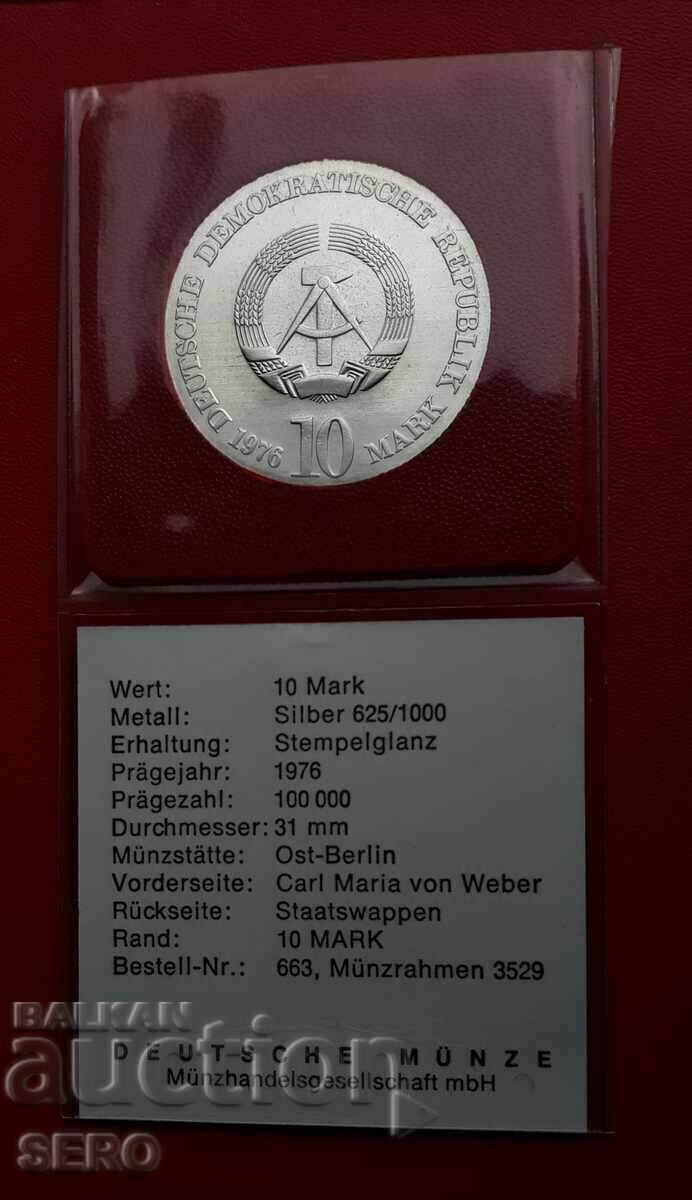 DEUTSCHE DEMOKRATISCHE REPUBLIK
1976 10 MARK
Wert: 10 Mark
Metall: Silber 625/1000
Erhaltung: Stempelglanz
Prägejahr: 1976
Prägezahl: 100 000
Durchmesser: 31 mm
Münzstätte: Ost-Berlin
Vorderseite: Carl Maria von Weber
Rückseite: Staatswappen
Rand: 10 MARK
Bestell-Nr.: 663, Münzrahmen 3529
BALKAN
auction
DEUTSCHE MÜNZE
Münzhandelsgesellschaft mbH
SERO